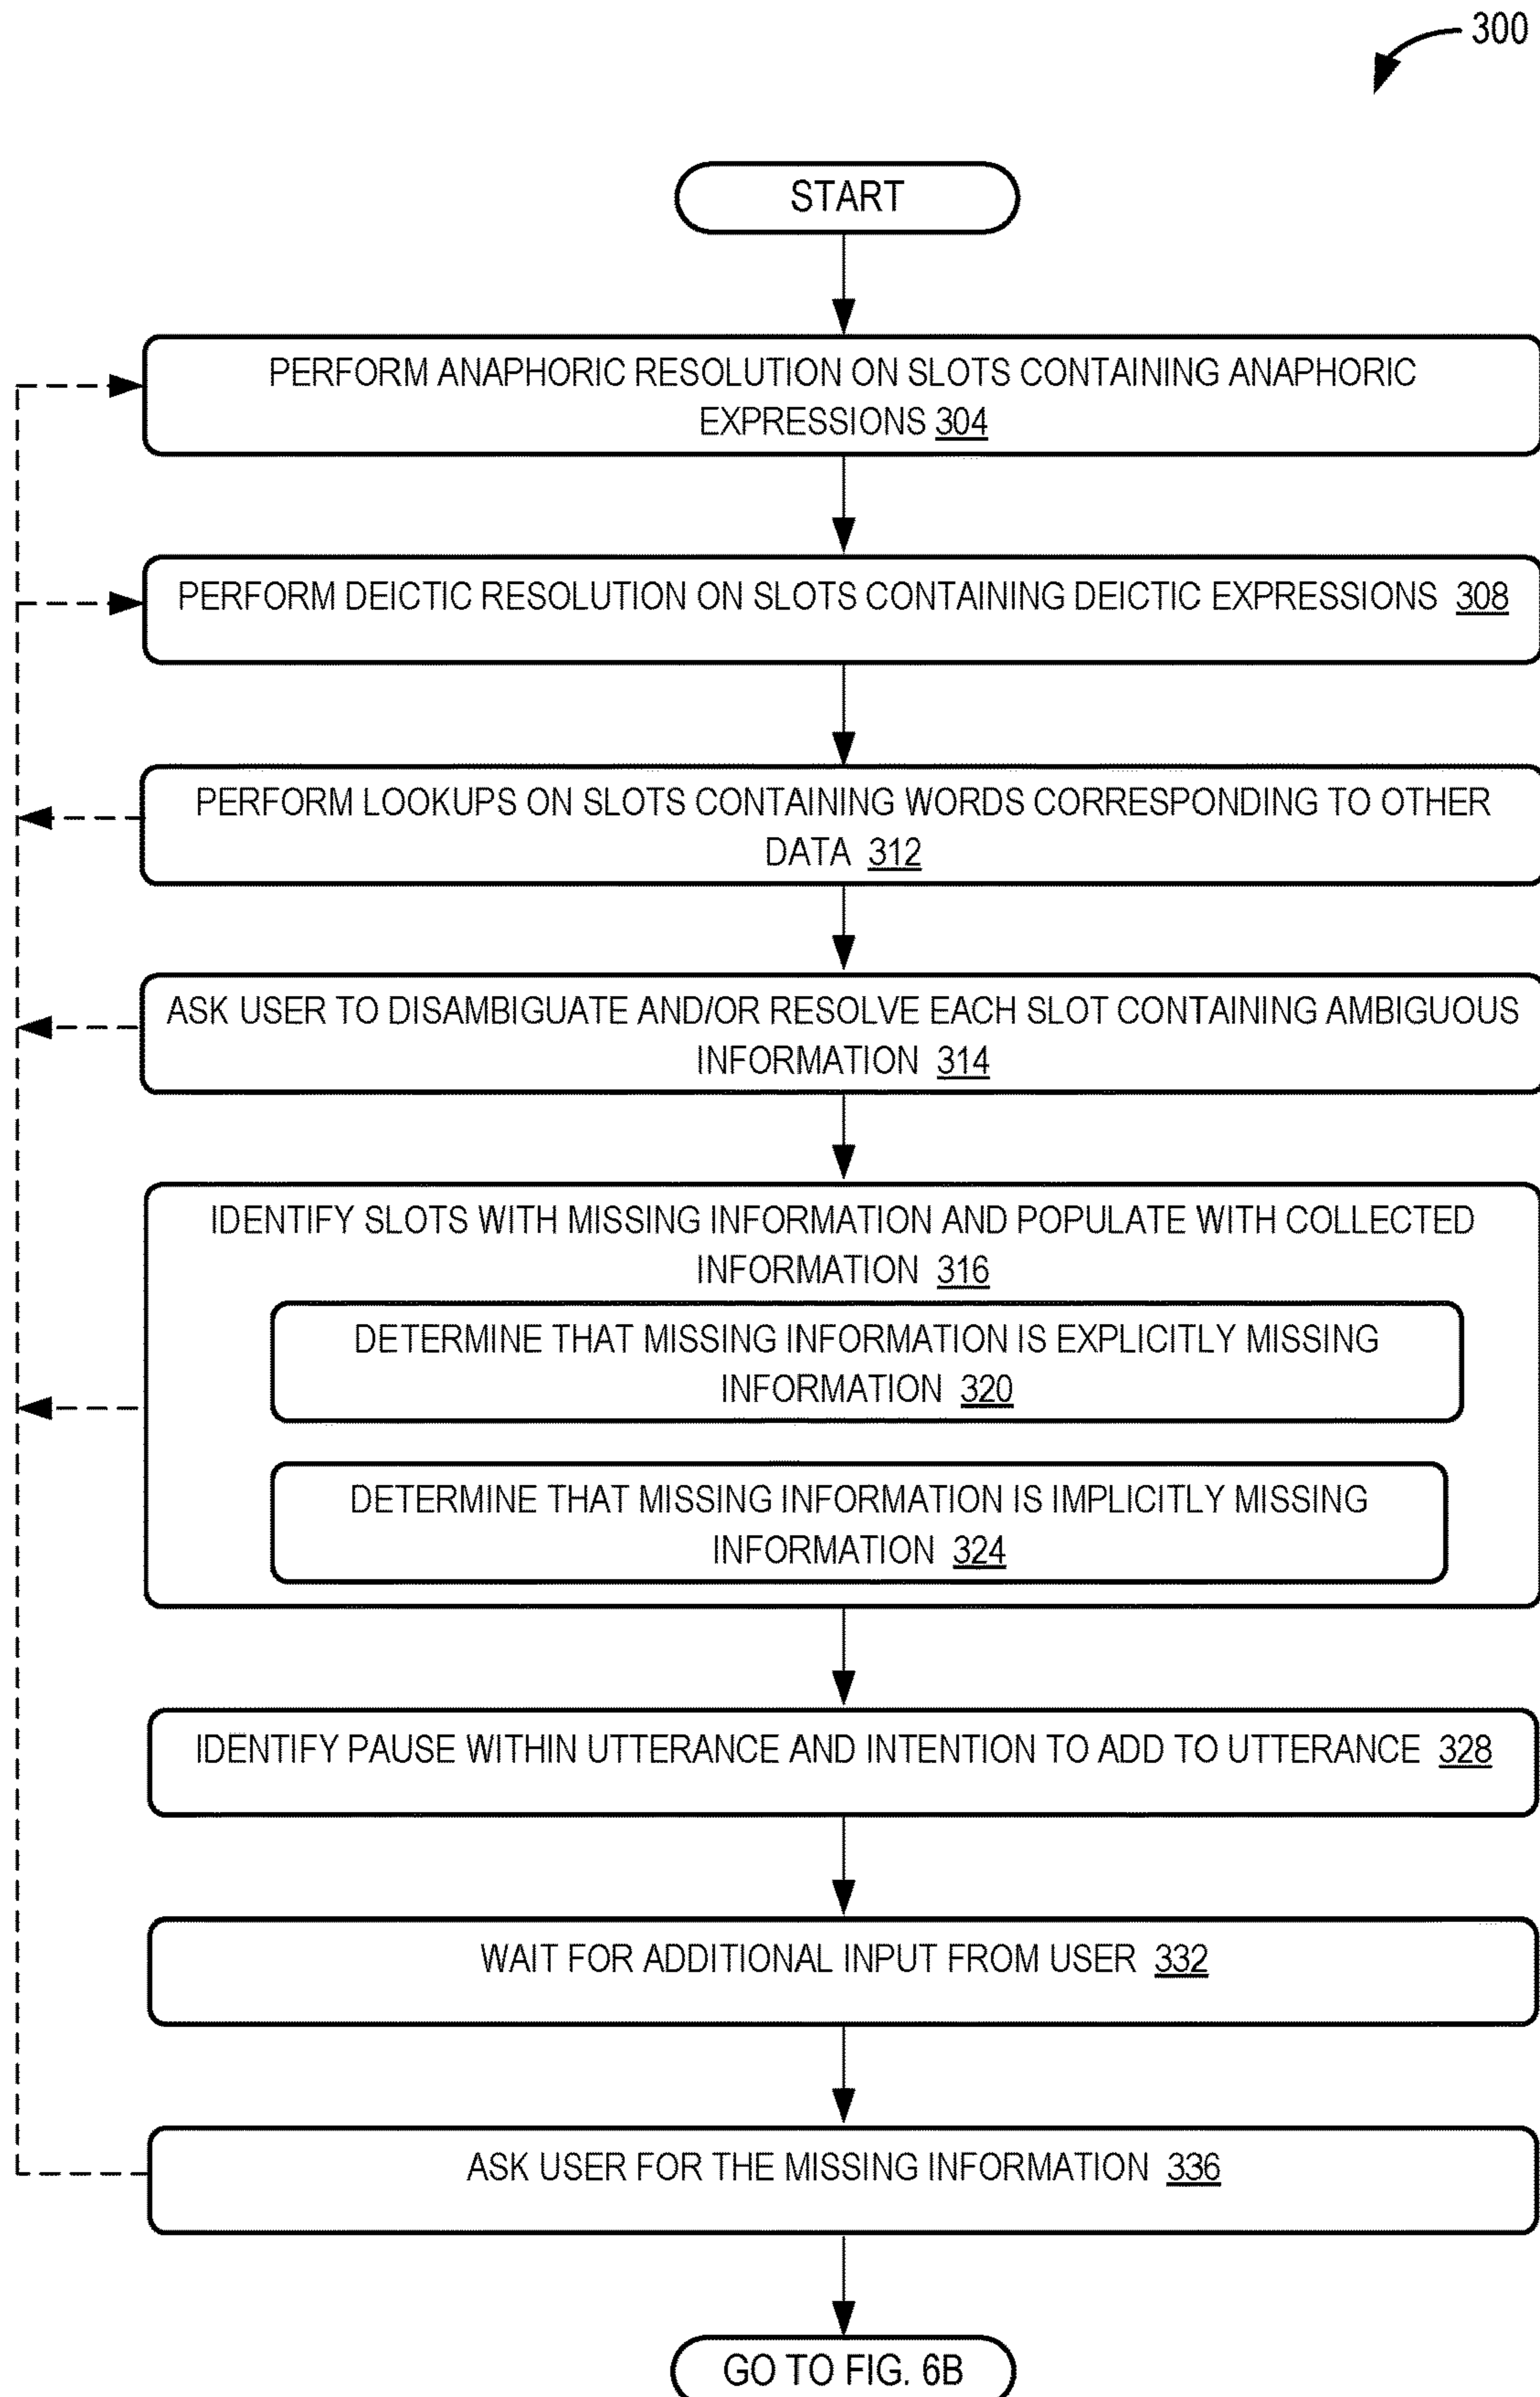 300
START
PERFORM ANAPHORIC RESOLUTION ON SLOTS CONTAINING ANAPHORIC
EXPRESSIONS 304
PERFORM DEICTIC RESOLUTION ON SLOTS CONTAINING DEICTIC EXPRESSIONS 308
PERFORM LOOKUPS ON SLOTS CONTAINING WORDS CORRESPONDING TO OTHER
DATA 312
ASK USER TO DISAMBIGUATE AND/OR RESOLVE EACH SLOT CONTAINING AMBIGUOUS
INFORMATION 314
IDENTIFY SLOTS WITH MISSING INFORMATION AND POPULATE WITH COLLECTED
INFORMATION 316
DETERMINE THAT MISSING INFORMATION IS EXPLICITLY MISSING
INFORMATION 320
DETERMINE THAT MISSING INFORMATION IS IMPLICITLY MISSING
INFORMATION 324
IDENTIFY PAUSE WITHIN UTTERANCE AND INTENTION TO ADD TO UTTERANCE 328
WAIT FOR ADDITIONAL INPUT FROM USER 332
ASK USER FOR THE MISSING INFORMATION 336
GO TO FIG. 6B